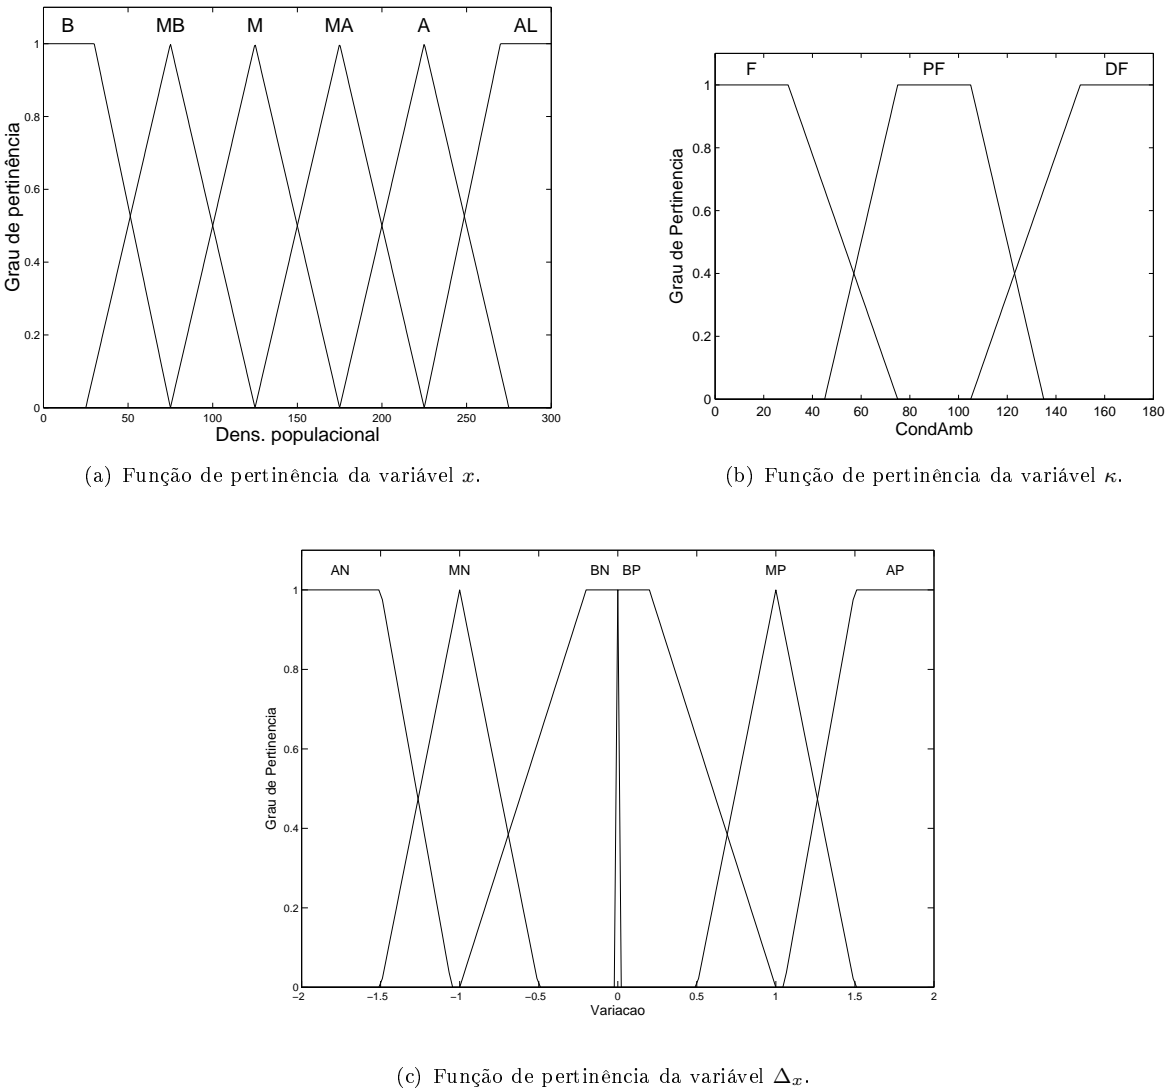 B MB M MA A AL
1
0.8
0.6
0.4
0.2
0
Grau de pertinência
0 50 100 150 200 250 300
Dens. populacional
(a) Função de pertinência da variável x.
F PF DF
1
0.8
0.6
0.4
0.2
0
Grau de Pertinencia
0 20 40 60 80 100 120 140 160 180
CondAmb
(b) Função de pertinência da variável κ.
AN MN BN BP MP AP
1
0.8
0.6
0.4
0.2
0
Grau de Pertinencia
−2 −1.5 −1 −0.5 0 0.5 1 1.5 2
Variacao
(c) Função de pertinência da variável Δₓ.